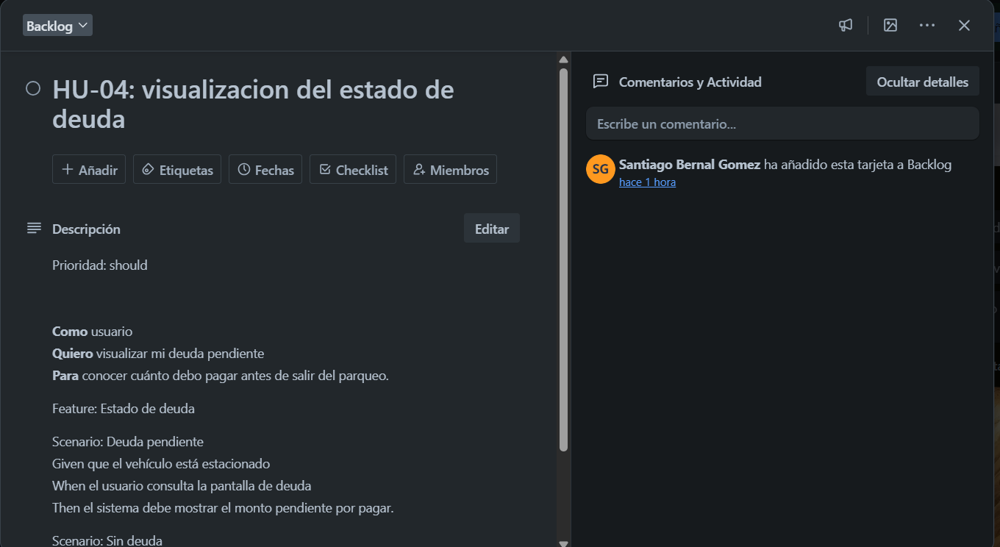 Backlog
HU-04: visualizacion del estado de
deuda
Añadir
Etiquetas
Fechas
Checklist
Miembros
Descripción
Editar
Prioridad: should
Como usuario
Quiero visualizar mi deuda pendiente
Para conocer cuánto debo pagar antes de salir del parqueo.
Feature: Estado de deuda
Scenario: Deuda pendiente
Given que el vehículo está estacionado
When el usuario consulta la pantalla de deuda
Then el sistema debe mostrar el monto pendiente por pagar.
Scenario: Sin deuda
Comentarios y Actividad
Ocultar detalles
Escribe un comentario...
SG
Santiago Bernal Gomez ha añadido esta tarjeta a Backlog
hace 1 hora